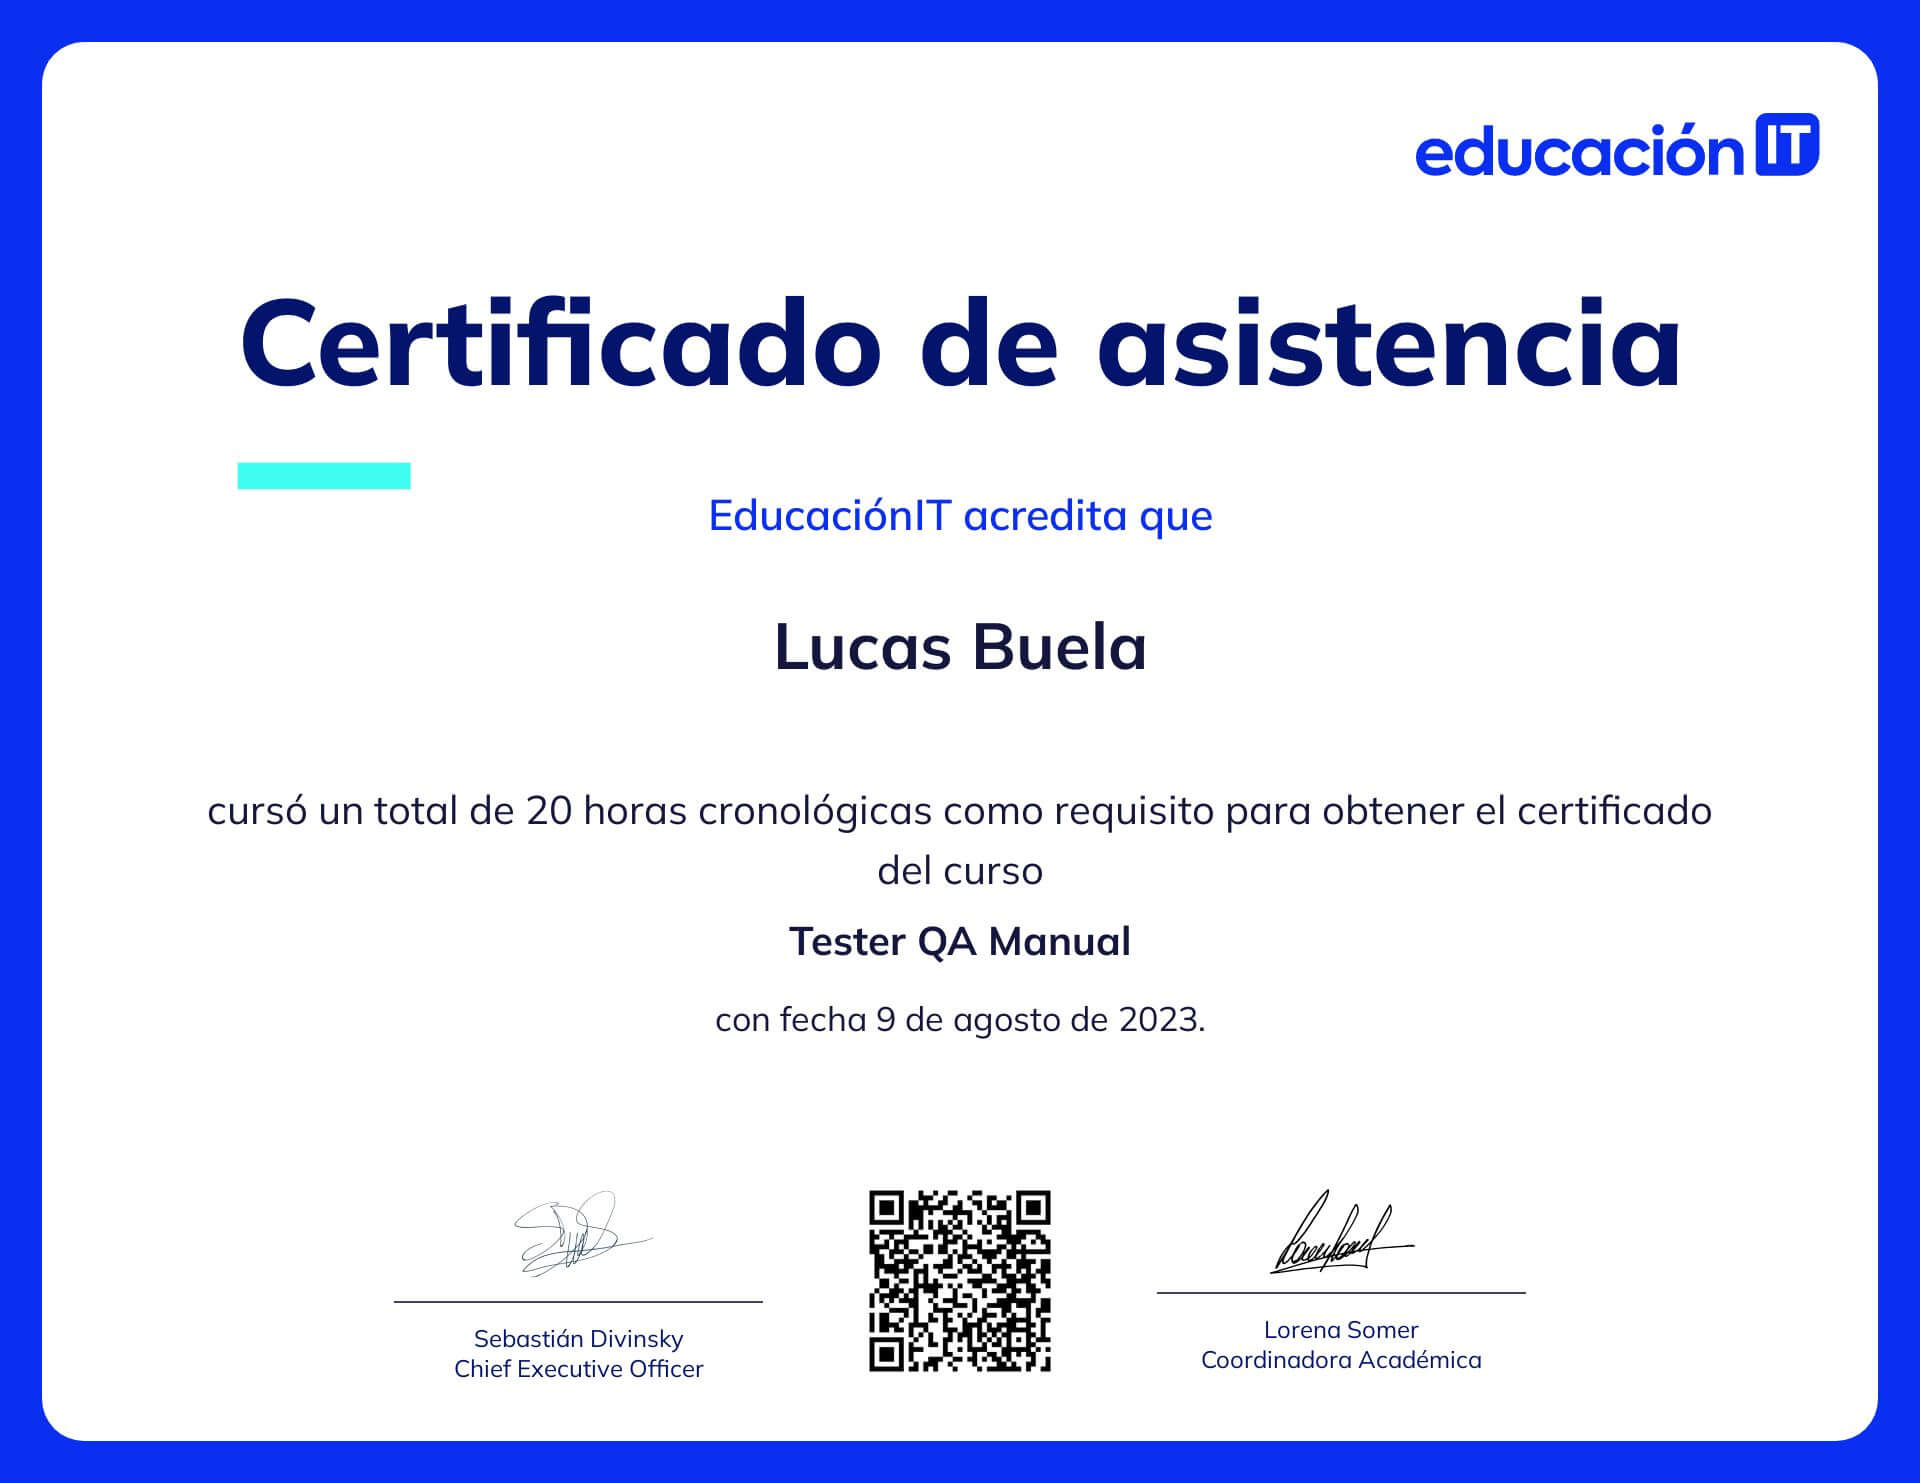 educación IT
Certificado de asistencia
EducaciónIT acredita que
Lucas Buela
cursó un total de 20 horas cronológicas como requisito para obtener el certificado
del curso
Tester QA Manual
con fecha 9 de agosto de 2023.
Sebastián Divinsky
Chief Executive Officer
Lorena Somer
Coordinadora Académica